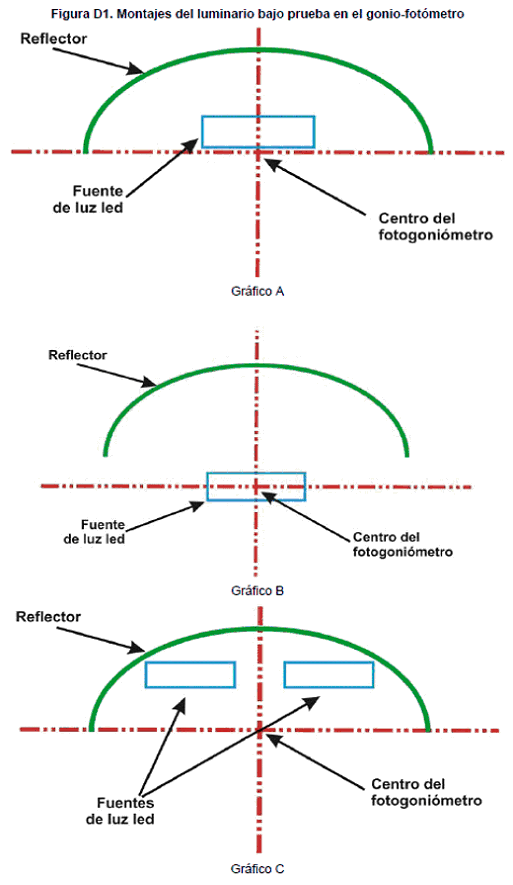 Figura D1. Montajes del luminario bajo prueba en el gonio-fotómetro
Reflector
Fuente
de luz led
Centro del
fotogoniómetro
Gráfico A
Reflector
Fuente
de luz led
Centro del
fotogoniómetro
Gráfico B
Reflector
Fuentes
de luz led
Centro del
fotogoniómetro
Gráfico C